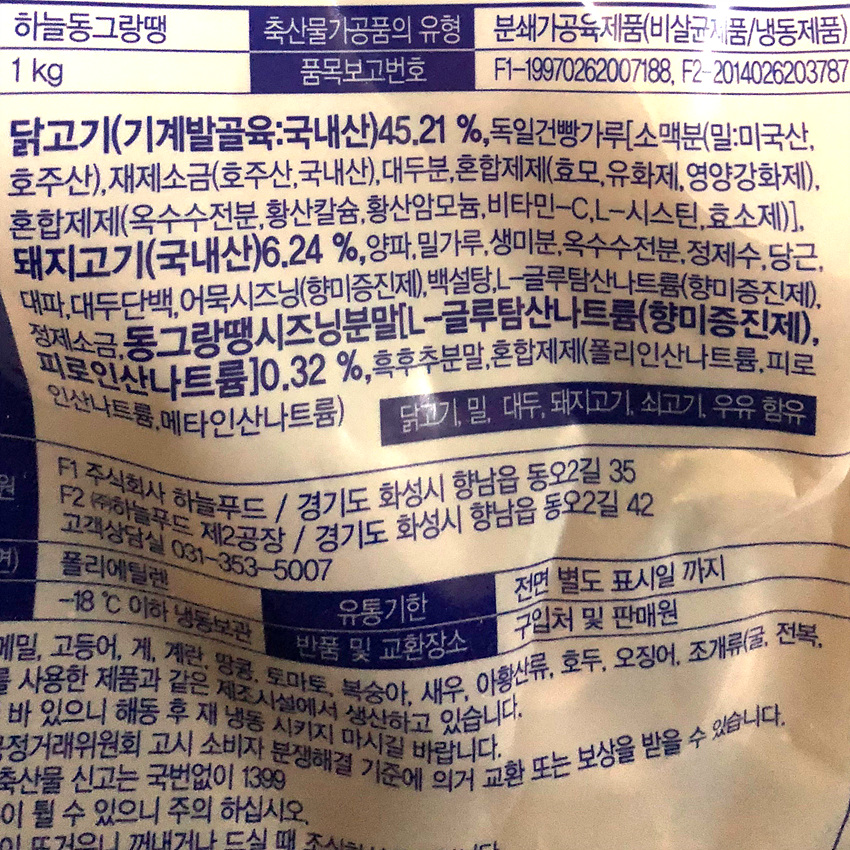 하늘동그랑땡 축산물가공품의 유형 분쇄가공육제품(비살균제품/냉동제품)
1 kg 품목보고번호 F1-19970262007188, F2-2014026203787
닭고기(기계발골육:국내산)45.21 %,독일건빵가루[소맥분(밀:미국산,
호주산),재제소금(호주산,국내산),대두분,혼합제제(효모,유화제,영양강화제),
혼합제제(옥수수전분,황산칼슘,황산암모늄,비타민-C,L-시스틴,효소제)],
돼지고기(국내산)6.24 %,양파,밀가루,생미분,옥수수전분,정제수,당근,
대파,대두단백,어묵시즈닝(향미증진제),백설탕,L-글루탐산나트륨(향미증진제),
정제소금,동그랑땡시즈닝분말[L-글루탐산나트륨(향미증진제),
피로인산나트륨]0.32 %,흑후추분말,혼합제제(폴리인산나트륨,피로
인산나트륨,메타인산나트륨)
닭고기, 밀, 대두, 돼지고기, 쇠고기, 우유 함유
원 F1 주식회사 하늘푸드 / 경기도 화성시 향남읍 동오2길 35
F2 ㈜하늘푸드 제2공장 / 경기도 화성시 향남읍 동오2길 42
고객상담실 031-353-5007
면) 폴리에틸렌
-18 ℃ 이하 냉동보관 유통기한 전면 별도 표시일 까지
반품 및 교환장소 구입처 및 판매원
메밀, 고등어, 게, 계란, 땅콩, 토마토, 복숭아, 새우, 아황산류, 호두, 오징어, 조개류(굴, 전복,
를 사용한 제품과 같은 제조시설에서 생산하고 있습니다.
바 있으니 해동 후 재 냉동 시키지 마시길 바랍니다.
공정거래위원회 고시 소비자 분쟁해결 기준에 의거 교환 또는 보상을 받을 수 있습니다.
축산물 신고는 국번없이 1399
이 튈 수 있으니 주의 하십시오.
이 뜨거우니 꺼내거나 드실 때